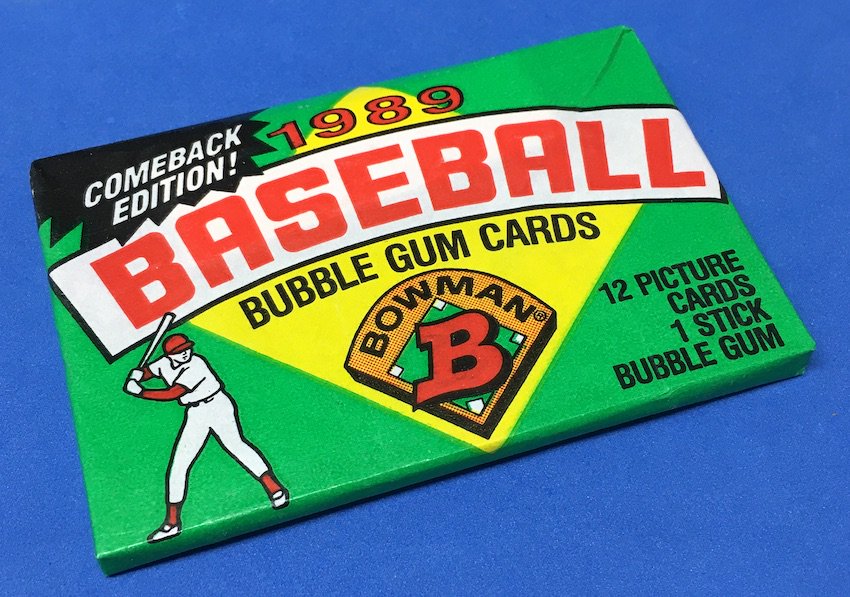 COMEBACK
EDITION!
1989
BASEBALL
BUBBLE GUM CARDS
BOWMAN®
B
12 PICTURE
CARDS
1 STICK
BUBBLE GUM